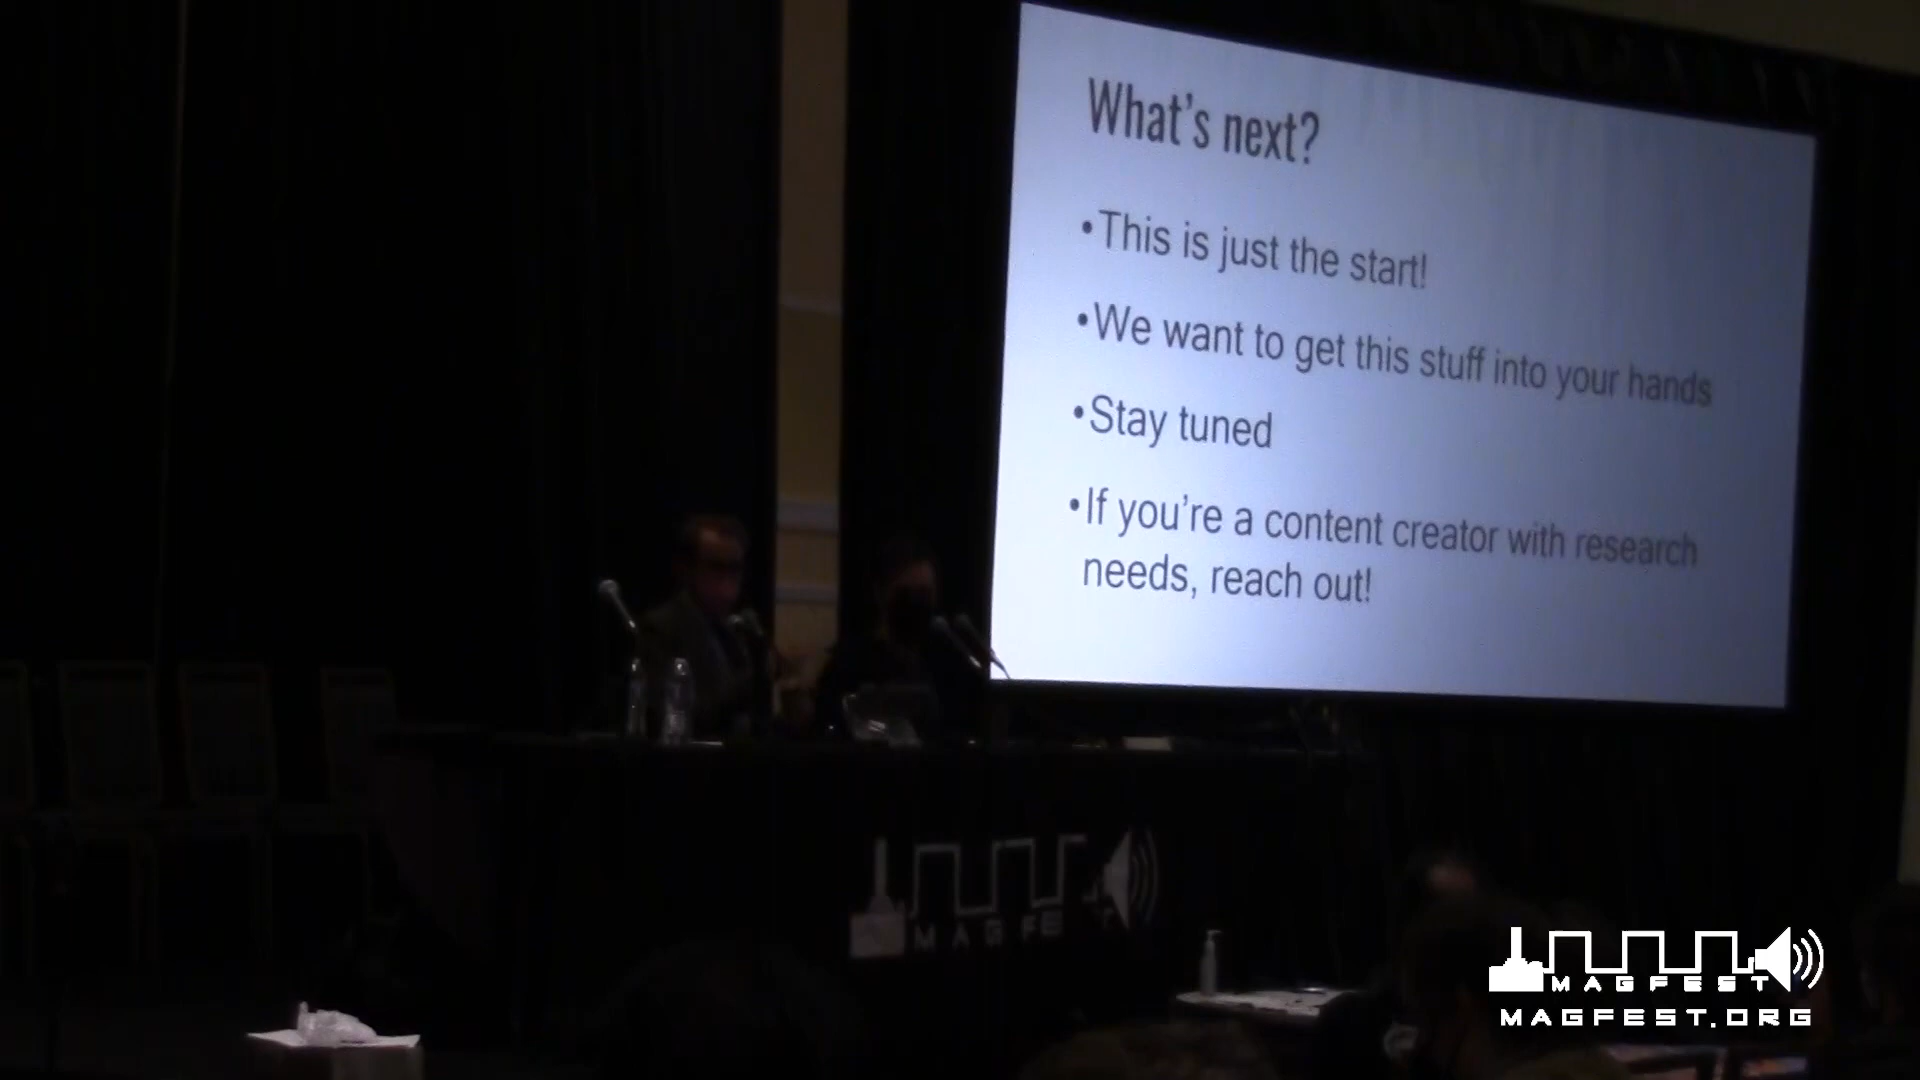 What's next?
•This is just the start!
•We want to get this stuff into your hands
•Stay tuned
•If you're a content creator with research
needs, reach out!
MAGFEST
MAGFEST
MAGFEST.ORG